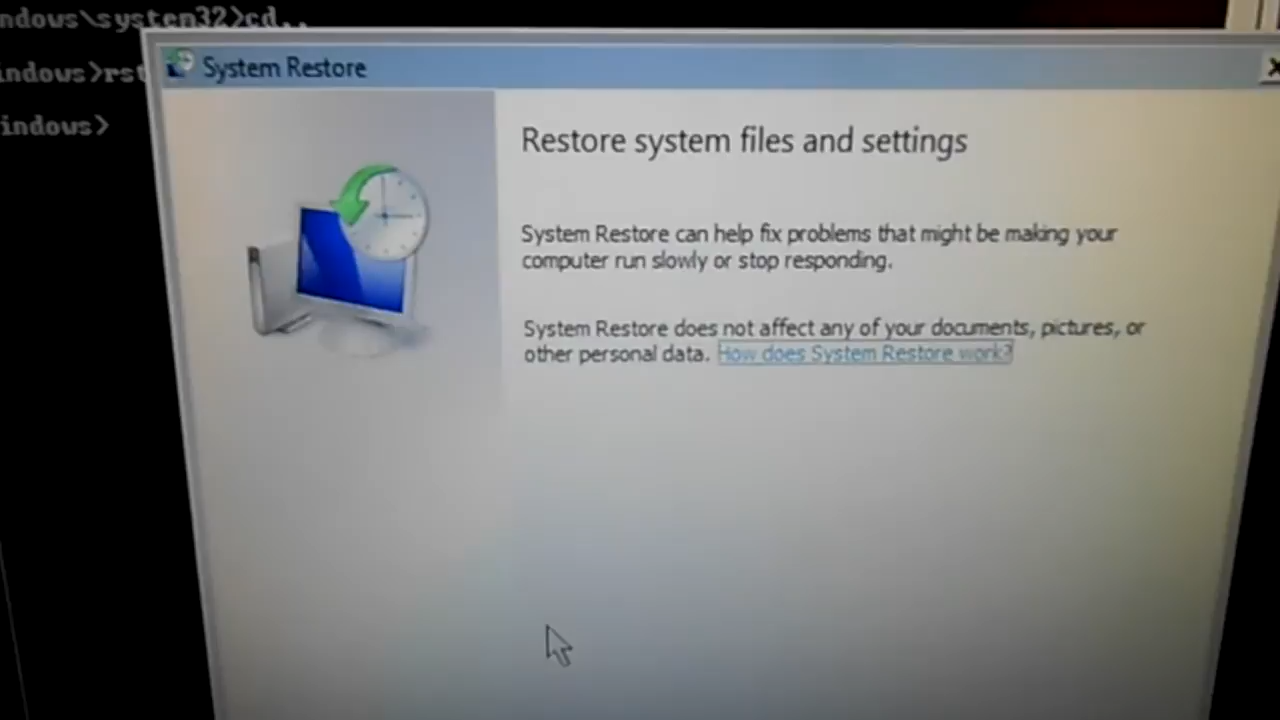 ndows\system32>cd..
indows>rst
indows>
System Restore
Restore system files and settings
System Restore can help fix problems that might be making your
computer run slowly or stop responding.
System Restore does not affect any of your documents, pictures, or
other personal data. How does System Restore work?